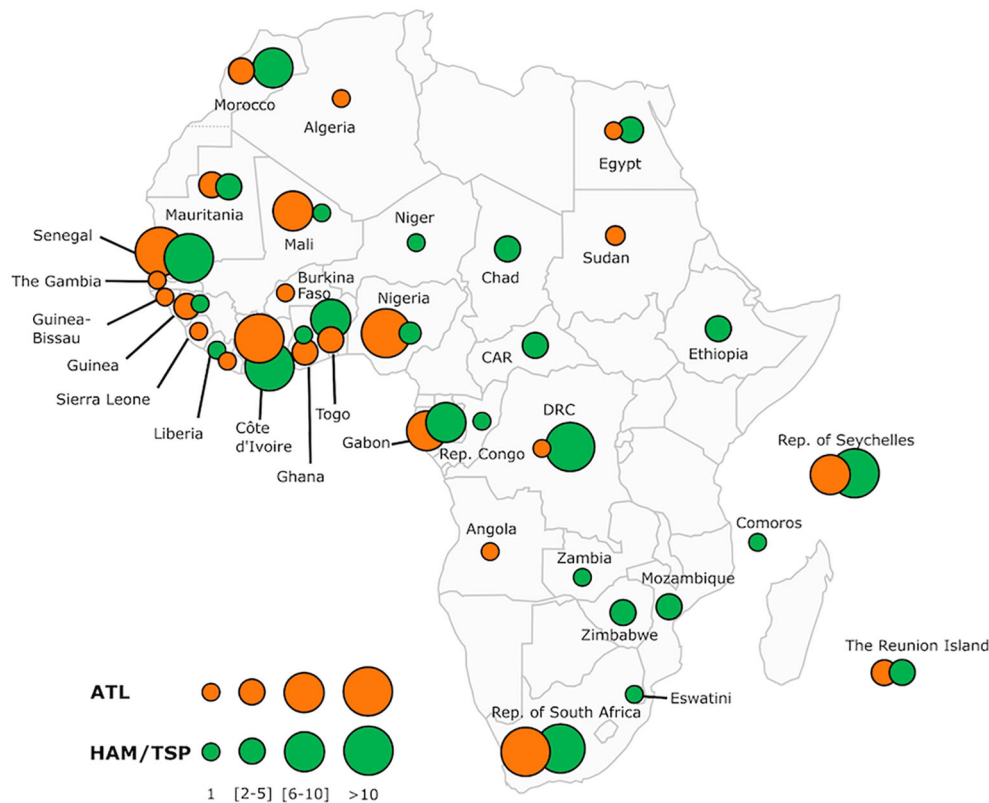 Morocco
Algeria
Egypt
Mauritania
Mali
Niger
Chad
Sudan
Senegal
The Gambia
Guinea-
Bissau
Guinea
Sierra Leone
Liberia
Côte
d'Ivoire
Ghana
Togo
Burkina
Faso
Nigeria
CAR
Ethiopia
Gabon
Rep. Congo
DRC
Rep. of Seychelles
Comoros
Angola
Zambia
Mozambique
Zimbabwe
The Reunion Island
Eswatini
Rep. of South Africa
ATL
HAM/TSP
1 [2-5] [6-10] >10